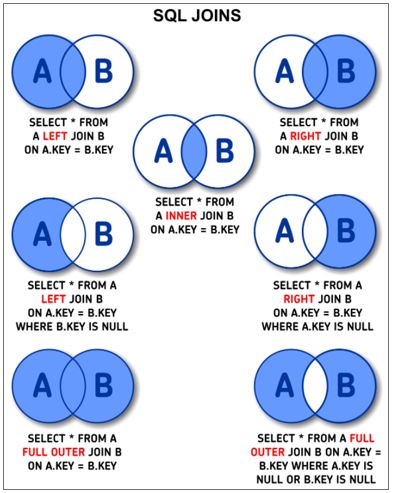 SQL JOINS
A B
SELECT * FROM
A LEFT JOIN B
ON A.KEY = B.KEY
A B
SELECT * FROM
A RIGHT JOIN B
ON A.KEY = B.KEY
A B
SELECT * FROM
A INNER JOIN B
ON A.KEY = B.KEY
A B
SELECT * FROM A
LEFT JOIN B
ON A.KEY = B.KEY
WHERE B.KEY IS NULL
A B
SELECT * FROM A
RIGHT JOIN B
ON A.KEY = B.KEY
WHERE A.KEY IS NULL
A B
SELECT * FROM A
FULL OUTER JOIN B
ON A.KEY = B.KEY
A B
SELECT * FROM A FULL
OUTER JOIN B ON A.KEY =
B.KEY WHERE A.KEY IS
NULL OR B.KEY IS NULL